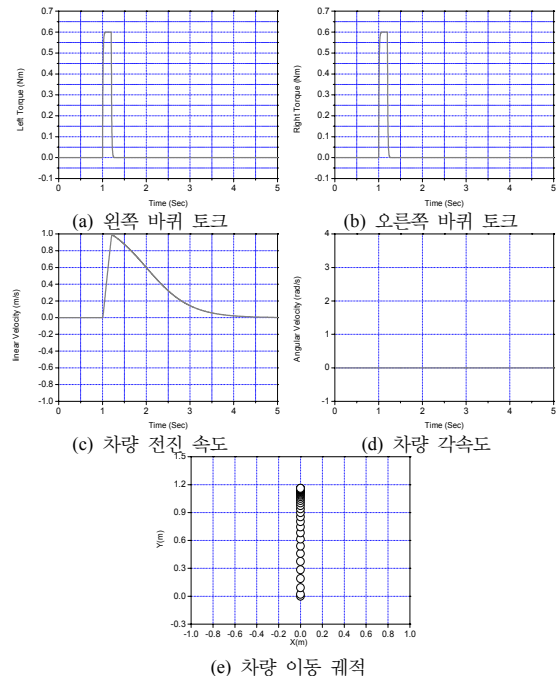 0.7
0.6
0.5
0.4
0.3
0.2
0.1
0.0
-0.1
Left Torque (Nm)
0 1 2 3 4 5
Time (Sec)
(a) 왼쪽 바퀴 토크
0.7
0.6
0.5
0.4
0.3
0.2
0.1
0.0
-0.1
Right Torque (Nm)
0 1 2 3 4 5
Time (Sec)
(b) 오른쪽 바퀴 토크
1.0
0.8
0.6
0.4
0.2
0.0
-0.2
-0.4
-0.6
-0.8
-1.0
linear Velocity (m/s)
0 1 2 3 4 5
Time (Sec)
(c) 차량 전진 속도
4
3
2
1
0
-1
Angular Velocity (rad/s)
0 1 2 3 4 5
Time (Sec)
(d) 차량 각속도
1.5
1.2
0.9
0.6
0.3
0.0
-0.3
Y(m)
-1.0 -0.8 -0.6 -0.4 -0.2 0.0 0.2 0.4 0.6 0.8 1.0
X(m)
(e) 차량 이동 궤적